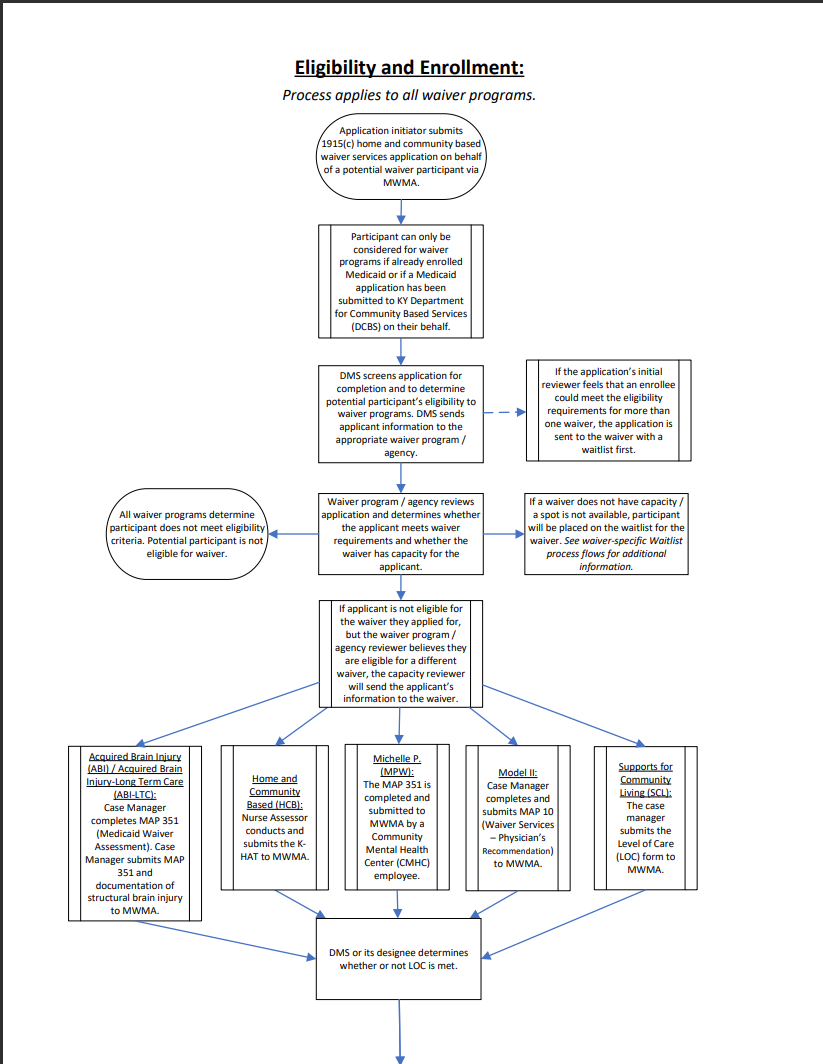 Eligibility and Enrollment:
Process applies to all waiver programs.
Application initiator submits
1915(c) home and community based
waiver services application on behalf
of a potential waiver participant via
MWMA.
Participant can only be
considered for waiver
programs if already enrolled
Medicaid or if a Medicaid
application has been
submitted to KY Department
for Community Based Services
(DCBS) on their behalf.
DMS screens application for
completion and to determine
potential participant's eligibility to
waiver programs. DMS sends
applicant information to the
appropriate waiver program /
agency.
If the application's initial
reviewer feels that an enrollee
could meet the eligibility
requirements for more than
one waiver, the application is
sent to the waiver with a
waitlist first.
All waiver programs determine
participant does not meet eligibility
criteria. Potential participant is not
eligible for waiver.
Waiver program / agency reviews
application and determines whether
the applicant meets waiver
requirements and whether the
waiver has capacity for the
applicant.
If a waiver does not have capacity /
a spot is not available, participant
will be placed on the waitlist for the
waiver. See waiver-specific Waitlist
process flows for additional
information.
If applicant is not eligible for
the waiver they applied for,
but the waiver program /
agency reviewer believes they
are eligible for a different
waiver, the capacity reviewer
will send the applicant's
information to the waiver.
Acquired Brain Injury
(ABI) / Acquired Brain
Injury-Long Term Care
(ABI-LTC):
Case Manager
completes MAP 351
(Medicaid Waiver
Assessment). Case
Manager submits MAP
351 and
documentation of
structural brain injury
to MWMA.
Home and
Community
Based (HCB):
Nurse Assessor
conducts and
submits the K-
HAT to MWMA.
Michelle P.
(MPW):
The MAP 351 is
completed and
submitted to
MWMA by a
Community
Mental Health
Center (CMHC)
employee.
Model II:
Case Manager
completes and
submits MAP 10
(Waiver Services
– Physician's
Recommendation)
to MWMA.
Supports for
Community
Living (SCL):
The case
manager
submits the
Level of Care
(LOC) form to
MWMA.
DMS or its designee determines
whether or not LOC is met.